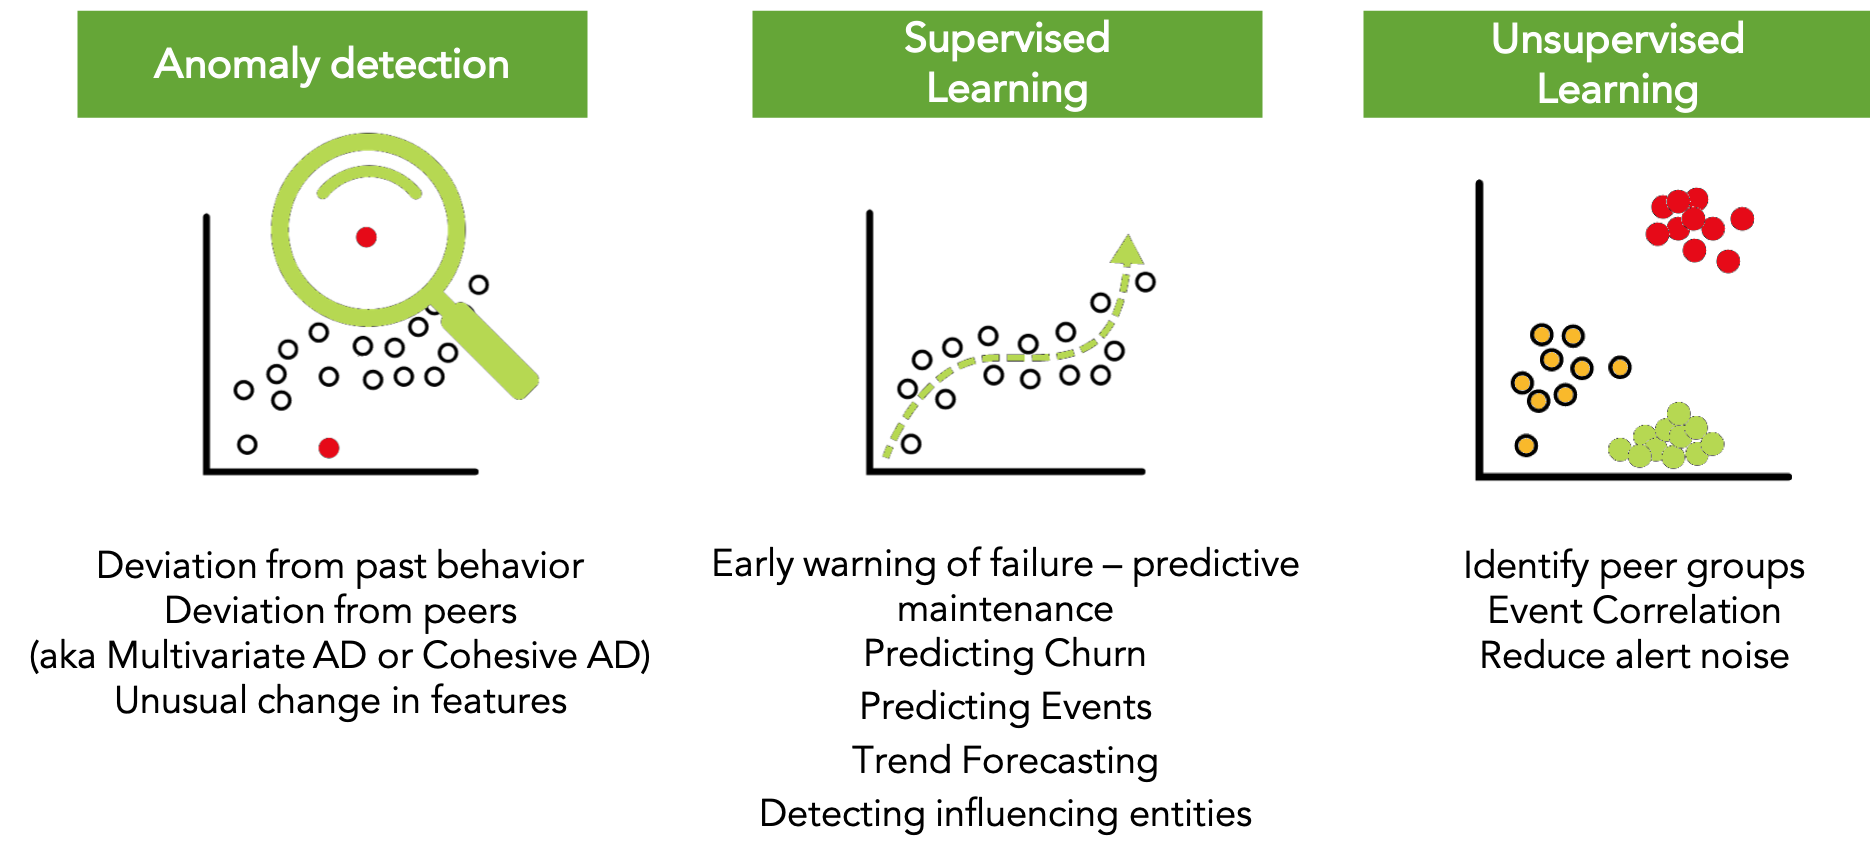 Anomaly detection
Deviation from past behavior
Deviation from peers
(aka Multivariate AD or Cohesive AD)
Unusual change in features
Supervised
Learning
Early warning of failure – predictive
maintenance
Predicting Churn
Predicting Events
Trend Forecasting
Detecting influencing entities
Unsupervised
Learning
Identify peer groups
Event Correlation
Reduce alert noise